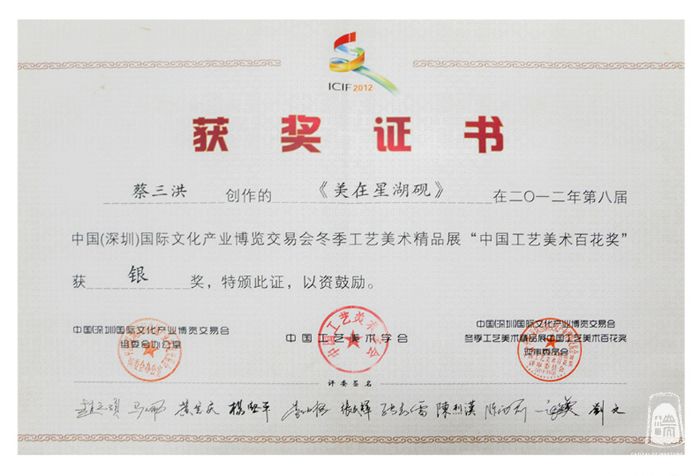 ICIF 2012
获奖证书
蔡三洪 创作的 《美在星湖砚》 在二〇一二年第八届
中国(深圳)国际文化产业博览交易会冬季工艺美术精品展“中国工艺美术百花奖”
获 银 奖，特颁此证，以资鼓励。
中国(深圳)国际文化产业博览交易会
组委会办公室
中国工艺美术学会
中国(深圳)国际文化产业博览交易会
冬季工艺美术精品展中国工艺美术百花奖
评审委员会
评委签名